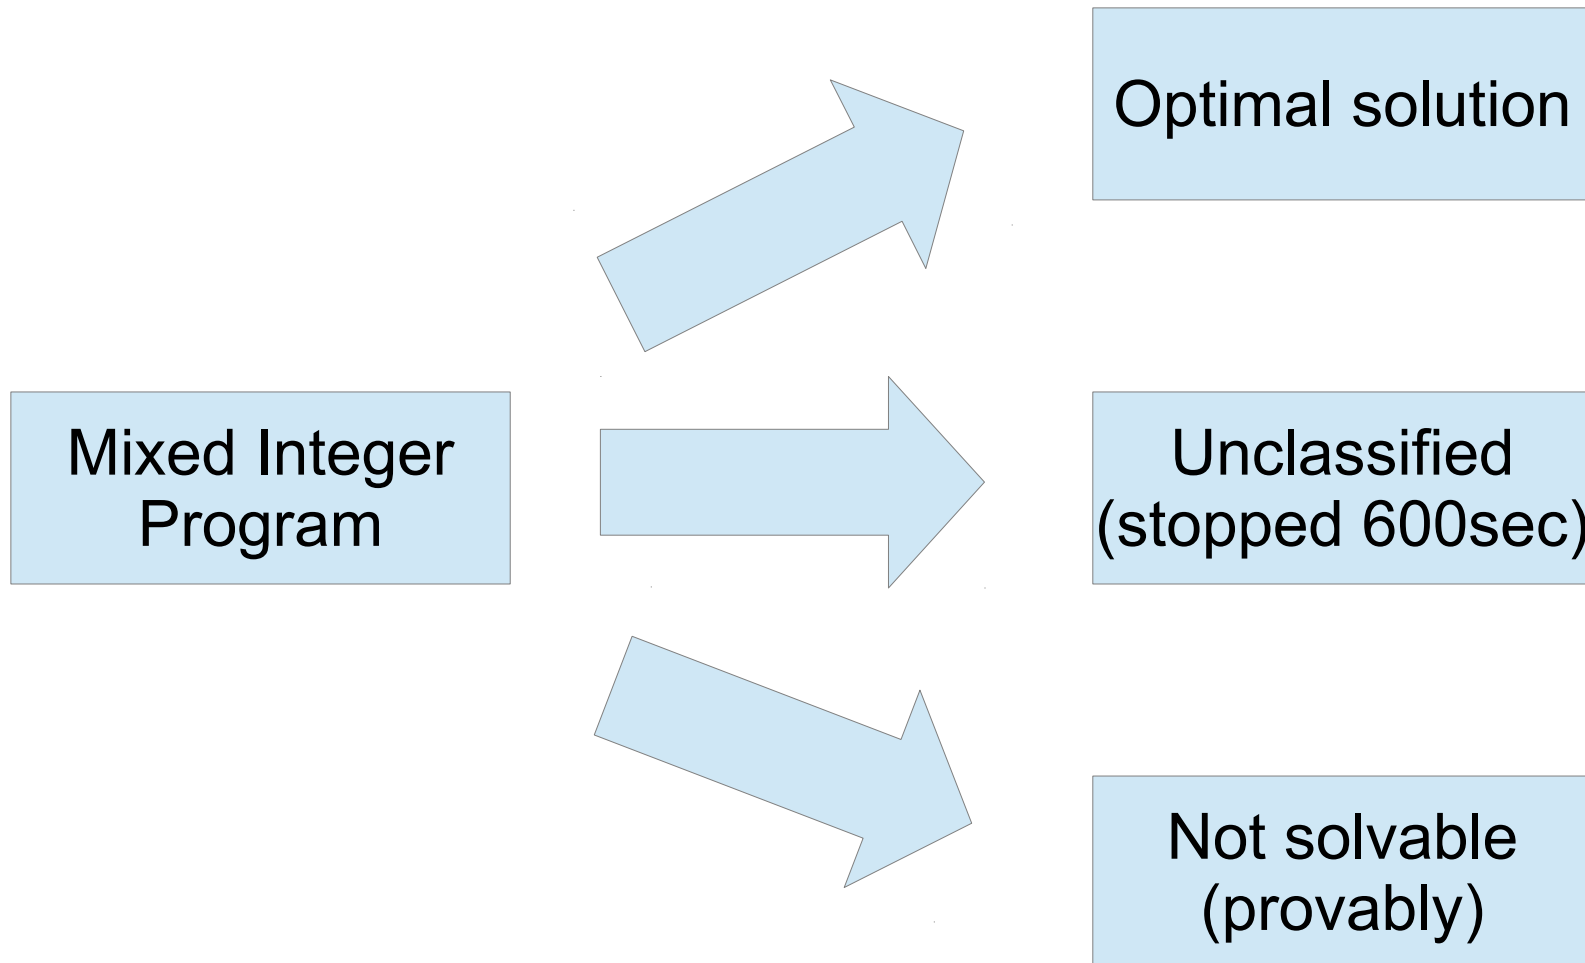 Optimal solution
Mixed Integer
Program
Unclassified
(stopped 600sec)
Not solvable
(provably)